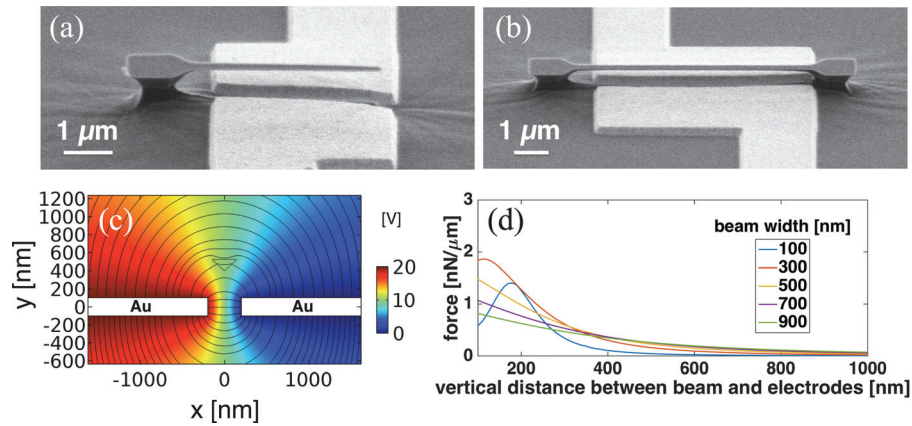 (a)
1 μm
(b)
1 μm
(c)
1200
1000
800
600
400
200
0
-200
-400
-600
y [nm]
Au
Au
-1000
0
1000
x [nm]
[V]
20
10
0
(d)
3
2
1
0
force [nN/μm]
beam width [nm]
100
300
500
700
900
200
400
600
800
1000
vertical distance between beam and electrodes [nm]